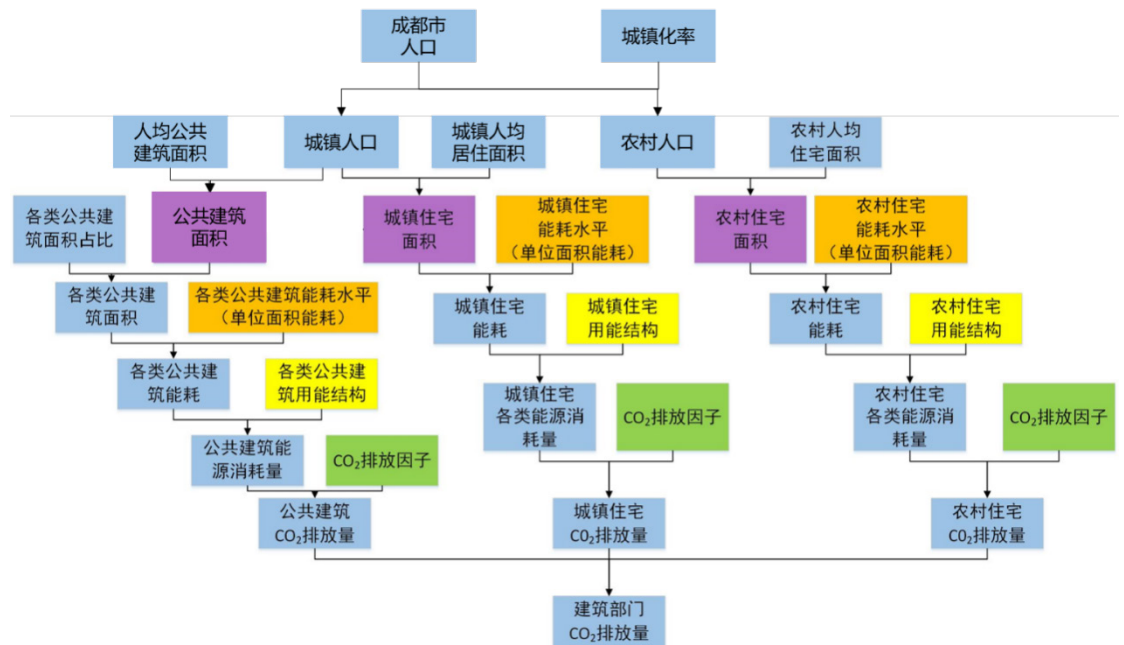 成都市
人口
城镇化率
人均公共
建筑面积
城镇人口
城镇人均
居住面积
农村人口
农村人均
住宅面积
各类公共建
筑面积占比
公共建筑
面积
城镇住宅
面积
城镇住宅
能耗水平
（单位面积能耗）
农村住宅
面积
农村住宅
能耗水平
（单位面积能耗）
各类公共建
筑面积
各类公共建筑能耗水平
（单位面积能耗）
城镇住宅
能耗
城镇住宅
用能结构
农村住宅
能耗
农村住宅
用能结构
各类公共建
筑能耗
各类公共建
筑用能结构
城镇住宅
各类能源消
耗量
CO₂排放因子
农村住宅
各类能源消
耗量
CO₂排放因子
公共建筑能
源消耗量
CO₂排放因子
公共建筑
CO₂排放量
城镇住宅
C0₂排放量
农村住宅
C0₂排放量
建筑部门
CO₂排放量